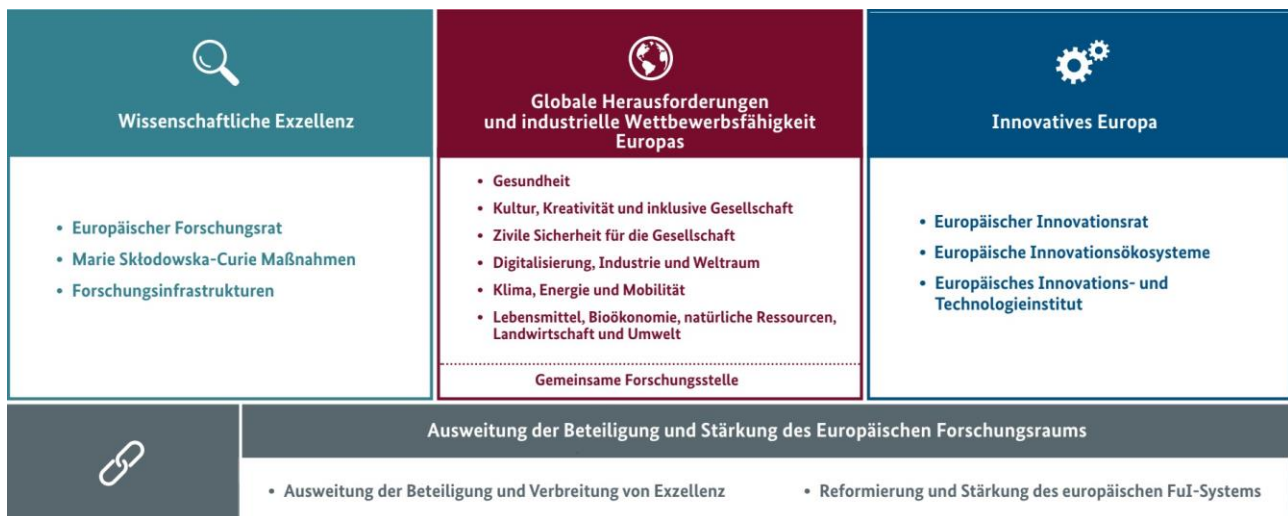 Wissenschaftliche Exzellenz
• Europäischer Forschungsrat
• Marie Skłodowska-Curie Maßnahmen
• Forschungsinfrastrukturen
Globale Herausforderungen
und industrielle Wettbewerbsfähigkeit
Europas
• Gesundheit
• Kultur, Kreativität und inklusive Gesellschaft
• Zivile Sicherheit für die Gesellschaft
• Digitalisierung, Industrie und Weltraum
• Klima, Energie und Mobilität
• Lebensmittel, Bioökonomie, natürliche Ressourcen,
Landwirtschaft und Umwelt
Gemeinsame Forschungsstelle
Innovatives Europa
• Europäischer Innovationsrat
• Europäische Innovationsökosysteme
• Europäisches Innovations- und
Technologieinstitut
Ausweitung der Beteiligung und Stärkung des Europäischen Forschungsraums
• Ausweitung der Beteiligung und Verbreitung von Exzellenz
• Reformierung und Stärkung des europäischen FuI-Systems